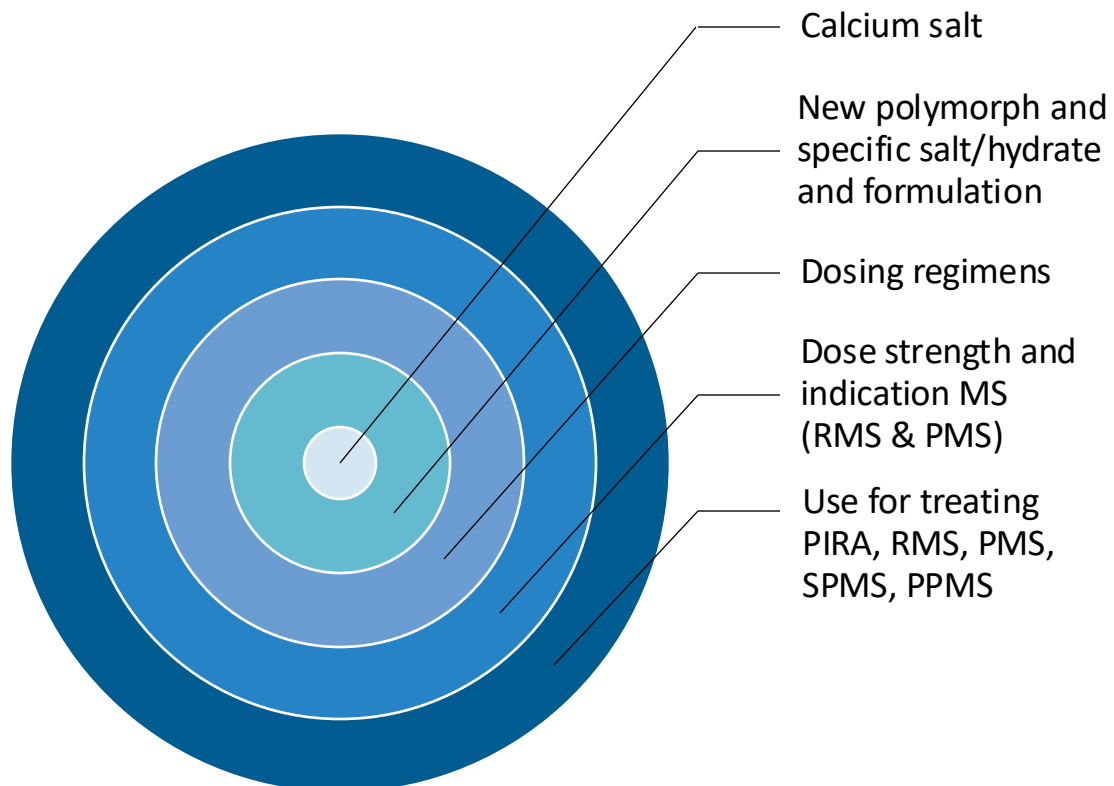 Calcium salt
New polymorph and
specific salt/hydrate
and formulation
Dosing regimens
Dose strength and
indication MS
(RMS & PMS)
Use for treating
PIRA, RMS, PMS,
SPMS, PPMS